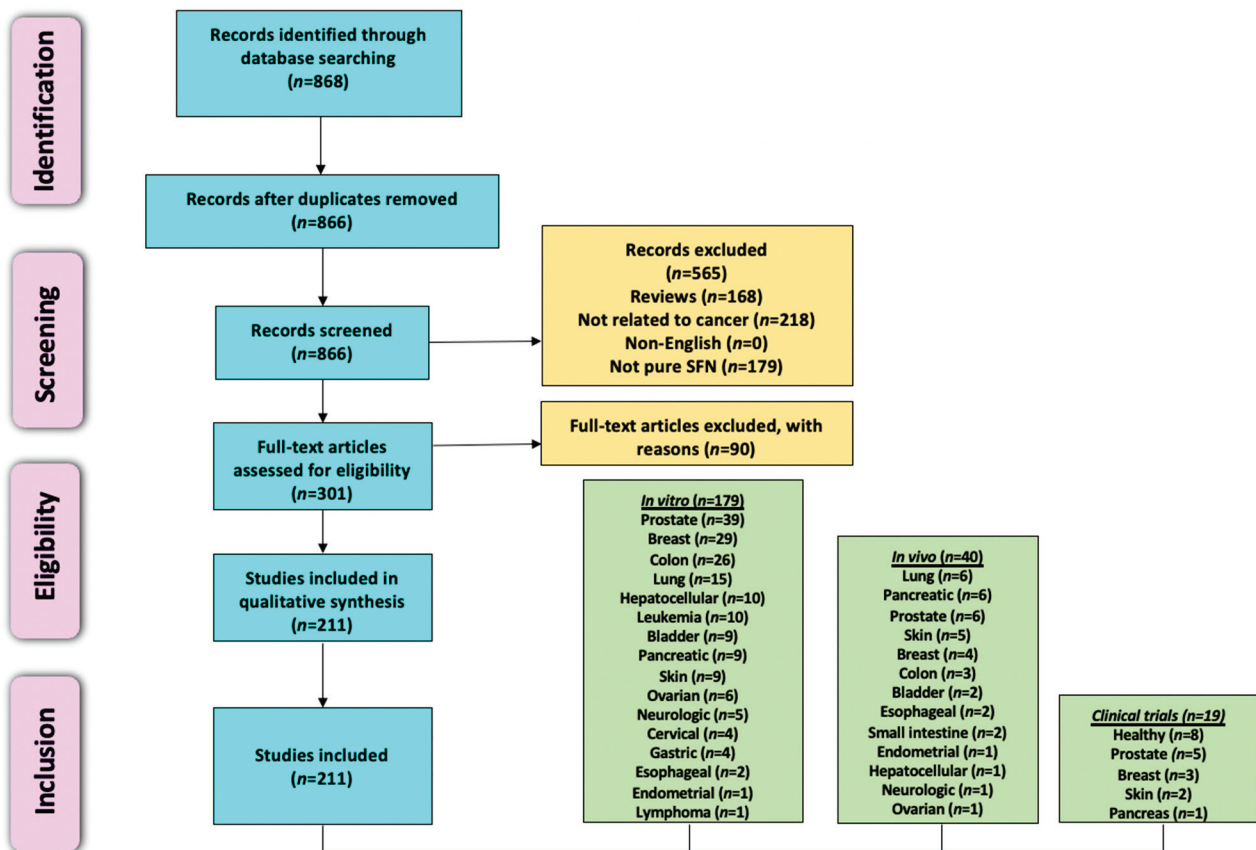 Identification
Records identified through
database searching
(n=868)
Records after duplicates removed
(n=866)
Screening
Records screened
(n=866)
Records excluded
(n=565)
Reviews (n=168)
Not related to cancer (n=218)
Non-English (n=0)
Not pure SFN (n=179)
Eligibility
Full-text articles
assessed for eligibility
(n=301)
Full-text articles excluded, with
reasons (n=90)
Studies included in
qualitative synthesis
(n=211)
Inclusion
Studies included
(n=211)
In vitro (n=179)
Prostate (n=39)
Breast (n=29)
Colon (n=26)
Lung (n=15)
Hepatocellular (n=10)
Leukemia (n=10)
Bladder (n=9)
Pancreatic (n=9)
Skin (n=9)
Ovarian (n=6)
Neurologic (n=5)
Cervical (n=4)
Gastric (n=4)
Esophageal (n=2)
Endometrial (n=1)
Lymphoma (n=1)
In vivo (n=40)
Lung (n=6)
Pancreatic (n=6)
Prostate (n=6)
Skin (n=5)
Breast (n=4)
Colon (n=3)
Bladder (n=2)
Esophageal (n=2)
Small intestine (n=2)
Endometrial (n=1)
Hepatocellular (n=1)
Neurologic (n=1)
Ovarian (n=1)
Clinical trials (n=19)
Healthy (n=8)
Prostate (n=5)
Breast (n=3)
Skin (n=2)
Pancreas (n=1)